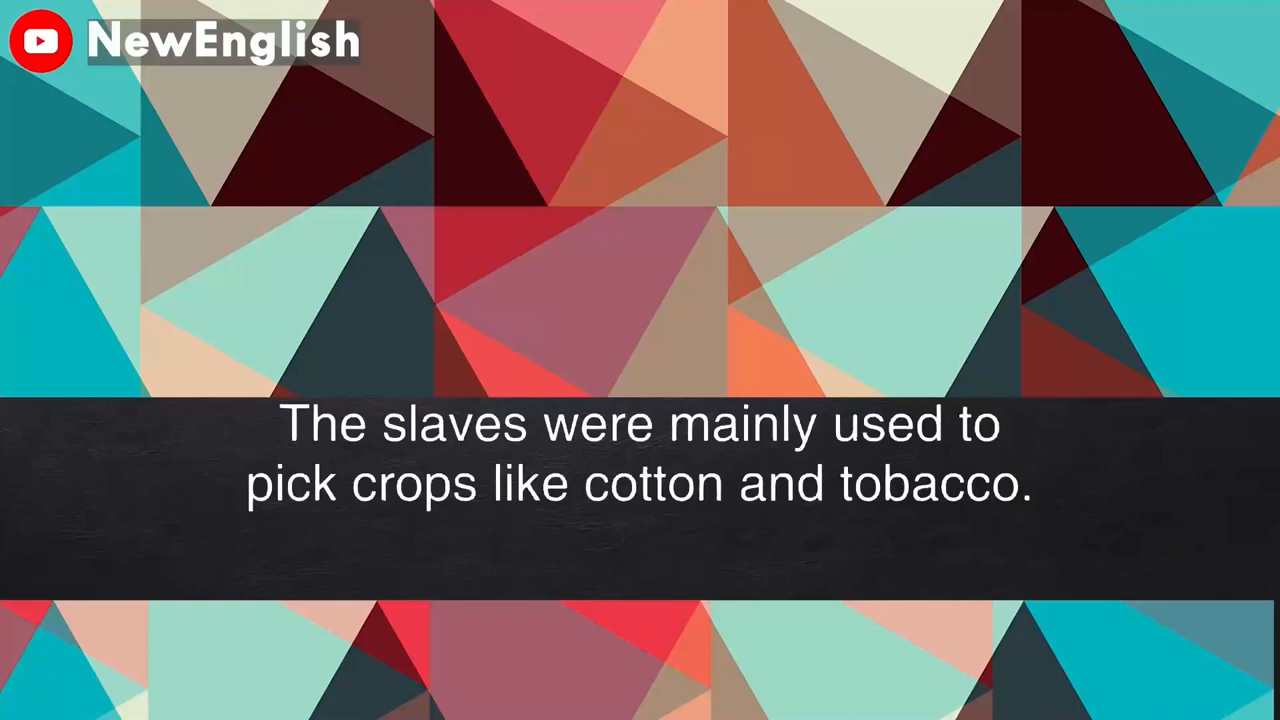 NewEnglish
The slaves were mainly used to
pick crops like cotton and tobacco.